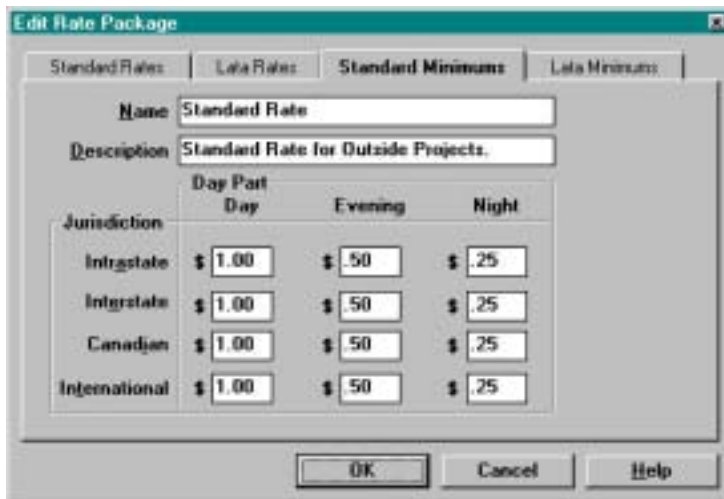 Edit Rate Package
Standard Rates Lata Rates Standard Minimums Lata Minimums
Name Standard Rate
Description Standard Rate for Outside Projects.
Day Part
Day Evening Night
Jurisdiction
Intrastate $ 1.00 $ .50 $ .25
Interstate $ 1.00 $ .50 $ .25
Canadian $ 1.00 $ .50 $ .25
International $ 1.00 $ .50 $ .25
OK Cancel Help